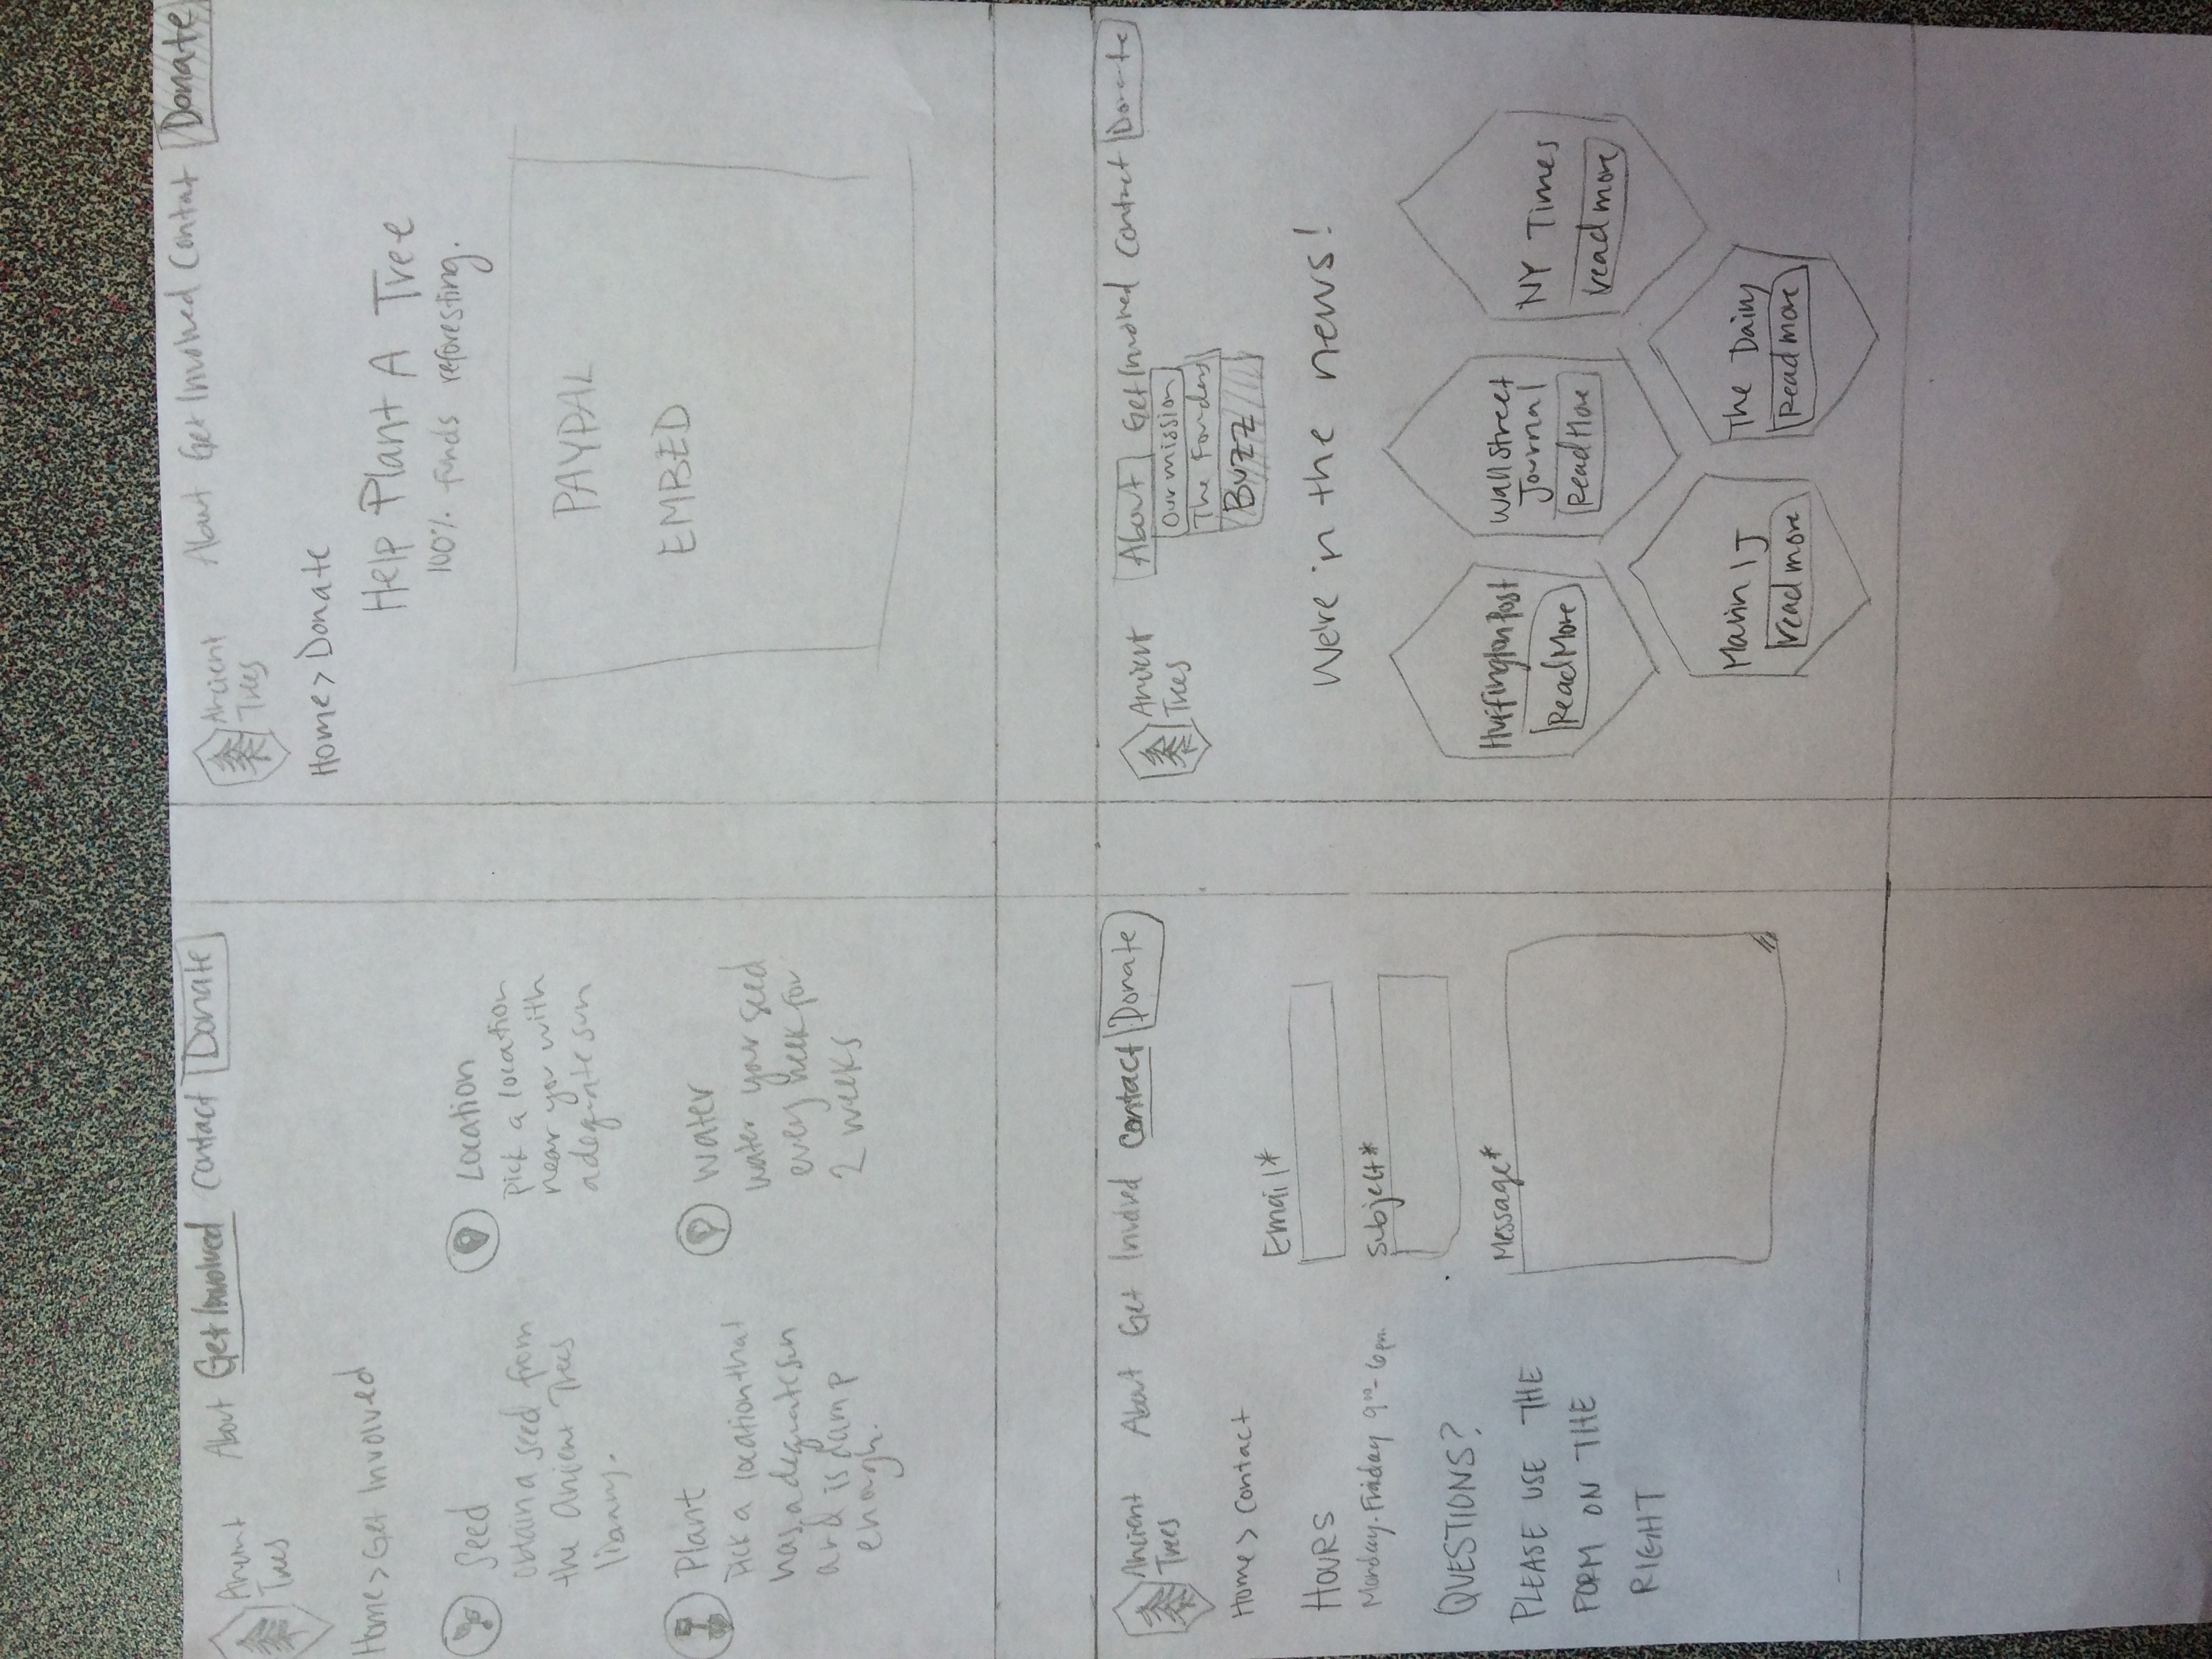 Ancient
Trees
About Get Involved Contact Donate
Home > Get Involved
Seed
obtain a seed from
the Ancient Trees
library.
Location
Pick a location
near you with
adequate sun
Plant
Pick a location that
has adequate sun
and is damp
enough.
Water
water your seed
every week for
2 weeks
Ancient
Trees
About Get Involved Contact Donate
Home > Donate
Help Plant A Tree
100% funds reforesting.
PAYPAL
EMBED
Ancient
Trees
About Get Involved Contact Donate
Home > Contact
HOURS
Monday-Friday 9⁰⁰-6pm
QUESTIONS?
PLEASE USE THE
FORM ON THE
RIGHT
Email*
Subject*
Message*
Ancient
Trees
About Get Involved Contact Donate
Our mission
The Founders
BUZZ
We're in the news!
Huffington Post
Read More
Wall Street
Journal
Read More
NY Times
read more
Marin IJ
read more
The Dairy
Read more